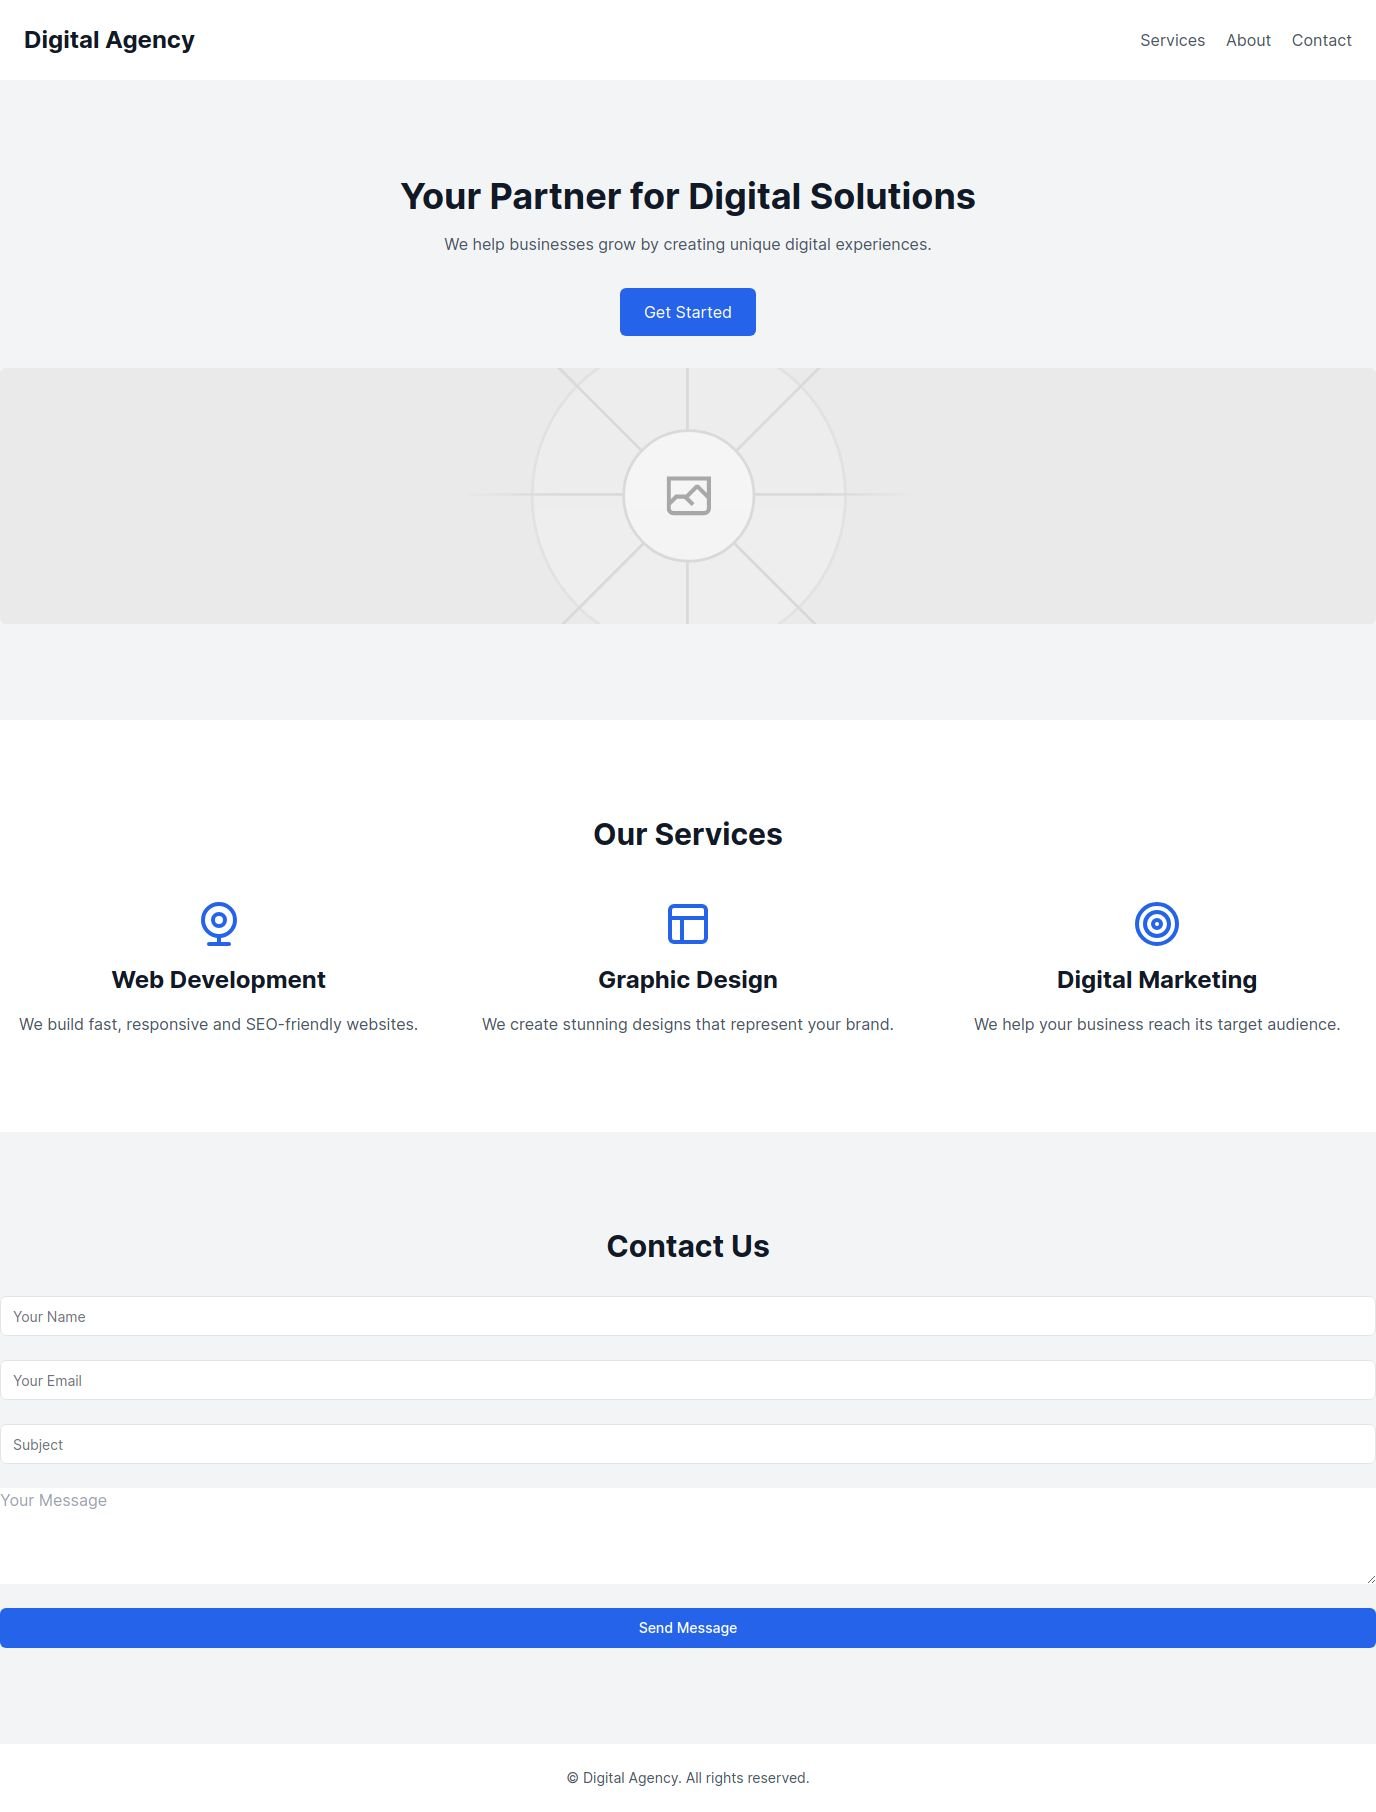 Digital Agency
Services About Contact
Your Partner for Digital Solutions
We help businesses grow by creating unique digital experiences.
Get Started
Our Services
Web Development
We build fast, responsive and SEO-friendly websites.
Graphic Design
We create stunning designs that represent your brand.
Digital Marketing
We help your business reach its target audience.
Contact Us
Your Name
Your Email
Subject
Your Message
Send Message
© Digital Agency. All rights reserved.